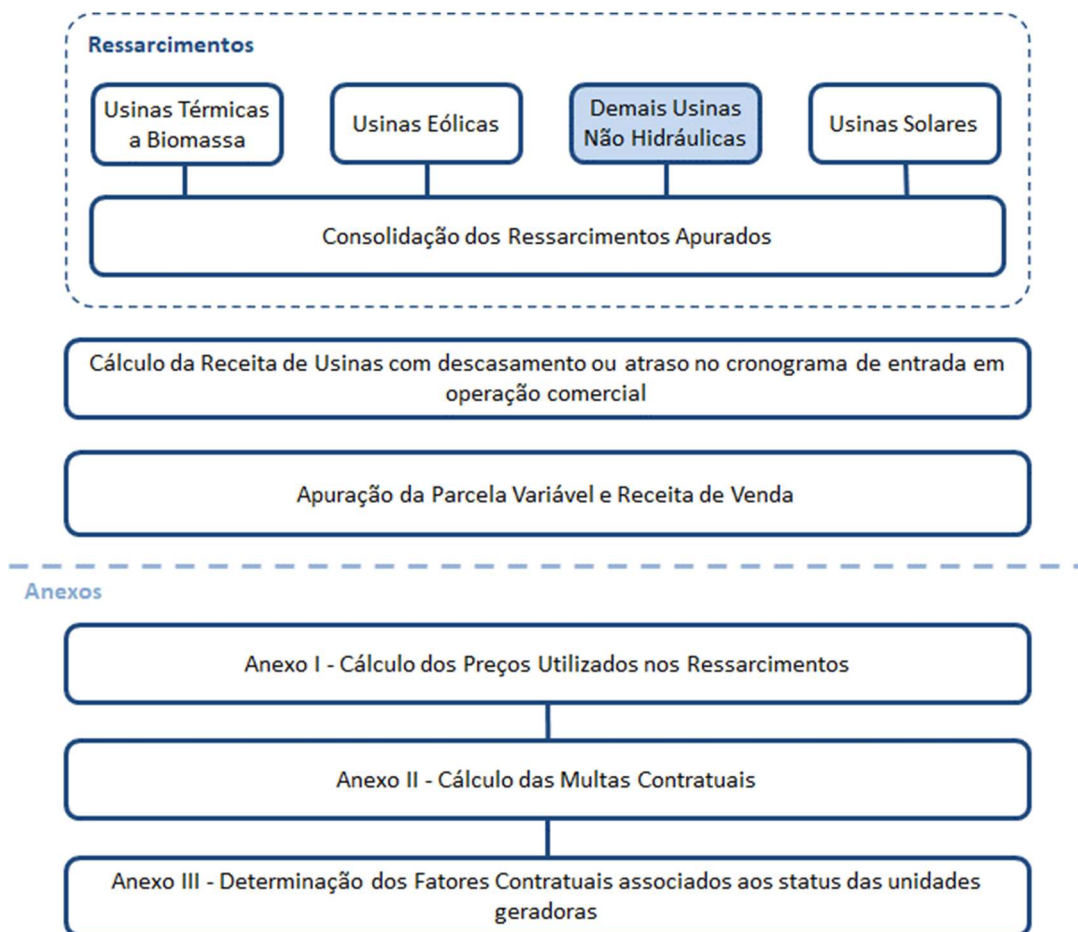 Ressarcimentos
Usinas Térmicas
a Biomassa
Usinas Eólicas
Demais Usinas
Não Hidráulicas
Usinas Solares
Consolidação dos Ressarcimentos Apurados
Cálculo da Receita de Usinas com descasamento ou atraso no cronograma de entrada em
operação comercial
Apuração da Parcela Variável e Receita de Venda
Anexos
Anexo I - Cálculo dos Preços Utilizados nos Ressarcimentos
Anexo II - Cálculo das Multas Contratuais
Anexo III - Determinação dos Fatores Contratuais associados aos status das unidades
geradoras